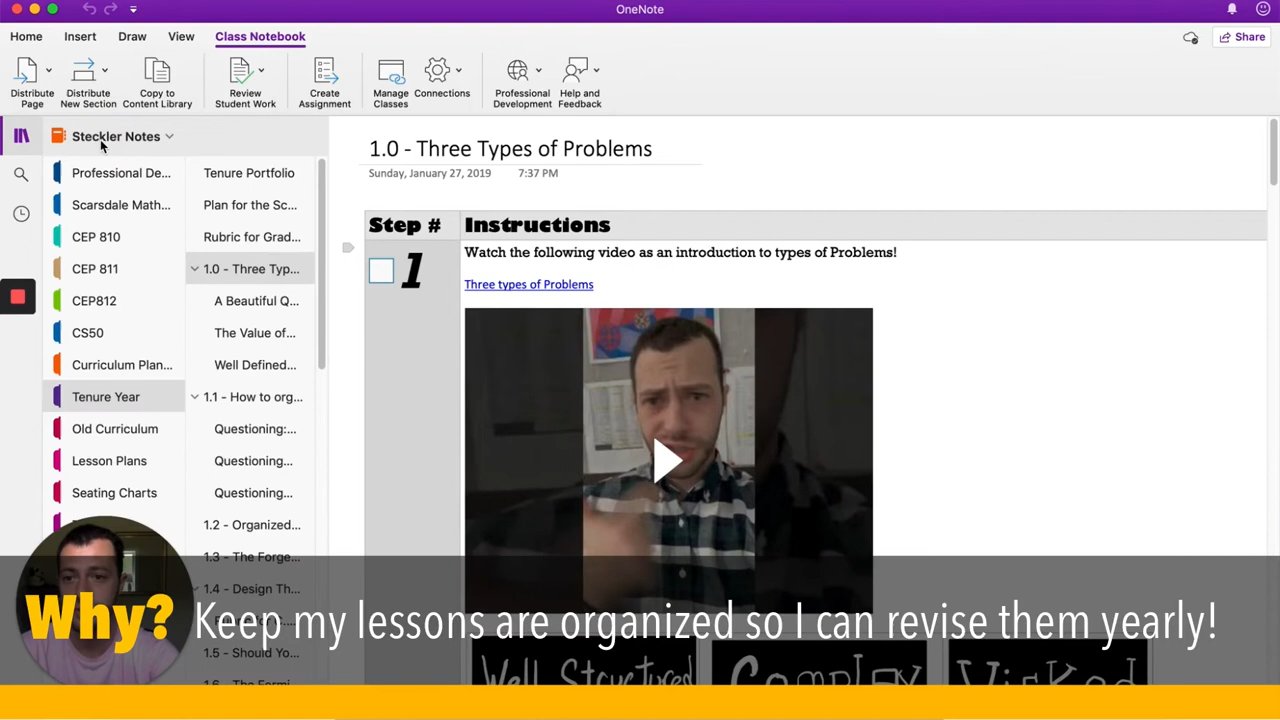 OneNote
Home Insert Draw View Class Notebook
Share
Distribute Page
Distribute New Section
Copy to Content Library
Review Student Work
Create Assignment
Manage Classes
Connections
Professional Development
Help and Feedback
Steckler Notes
Professional De...
Scarsdale Math...
CEP 810
CEP 811
CEP812
CS50
Curriculum Plan...
Tenure Year
Old Curriculum
Lesson Plans
Seating Charts
Tenure Portfolio
Plan for the Sc...
Rubric for Grad...
1.0 - Three Typ...
A Beautiful Q...
The Value of...
Well Defined...
1.1 - How to org...
Questioning:...
Questioning...
Questioning...
1.2 - Organized...
1.3 - The Forge...
1.4 - Design Th...
1.5 - Should Yo...
1.0 - Three Types of Problems
Sunday, January 27, 2019 7:37 PM
Step # Instructions
1
Watch the following video as an introduction to types of Problems!
Three types of Problems
Why? Keep my lessons are organized so I can revise them yearly!
Well Structured
Complex
Wicked